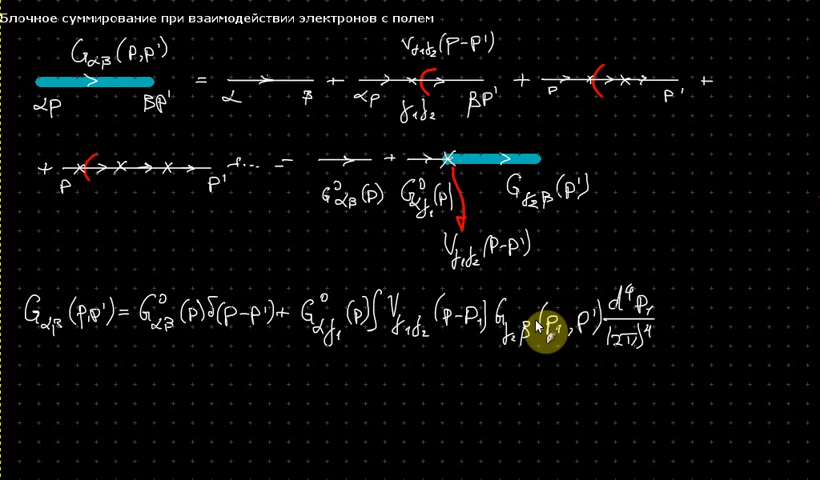 блочное суммирование при взаимодействии электронов с полем
G_{αβ}(p,p') V_{γ1γ2}(p-p')
= + + +
αp βp' α β αp γ1γ2 βp' p p'
+ + ... = +
p p' G^0_{αβ}(p) G^0_{αγ1}(p) G_{γ2β}(p')
V_{γ1γ2}(p-p')
G_{αβ}(p,p') = G^0_{αβ}(p)δ(p-p') + G^0_{αγ1}(p) ∫ V_{γ1γ2}(p-p1) G_{γ2β}(p1,p') d^4p1/(2π)^4